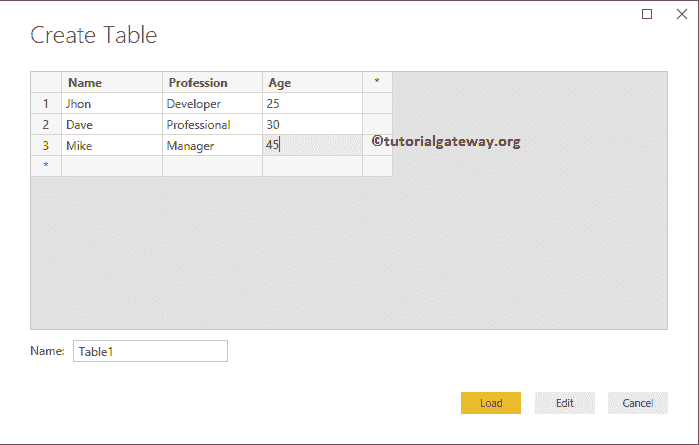 Create Table
Name Profession Age *
1 Jhon Developer 25
2 Dave Professional 30
3 Mike Manager 45
*
©tutorialgateway.org
Name: Table1
Load Edit Cancel